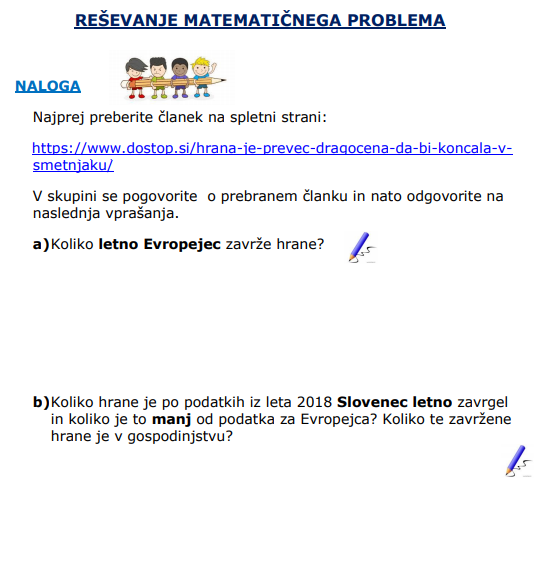 REŠEVANJE MATEMATIČNEGA PROBLEMA
NALOGA
Najprej preberite članek na spletni strani:
https://www.dostop.si/hrana-je-prevec-dragocena-da-bi-koncala-v-
smetnjaku/
V skupini se pogovorite o prebranem članku in nato odgovorite na
naslednja vprašanja.
a)Koliko letno Evropejec zavrže hrane?
b)Koliko hrane je po podatkih iz leta 2018 Slovenec letno zavrgel
in koliko je to manj od podatka za Evropejca? Koliko te zavržene
hrane je v gospodinjstvu?